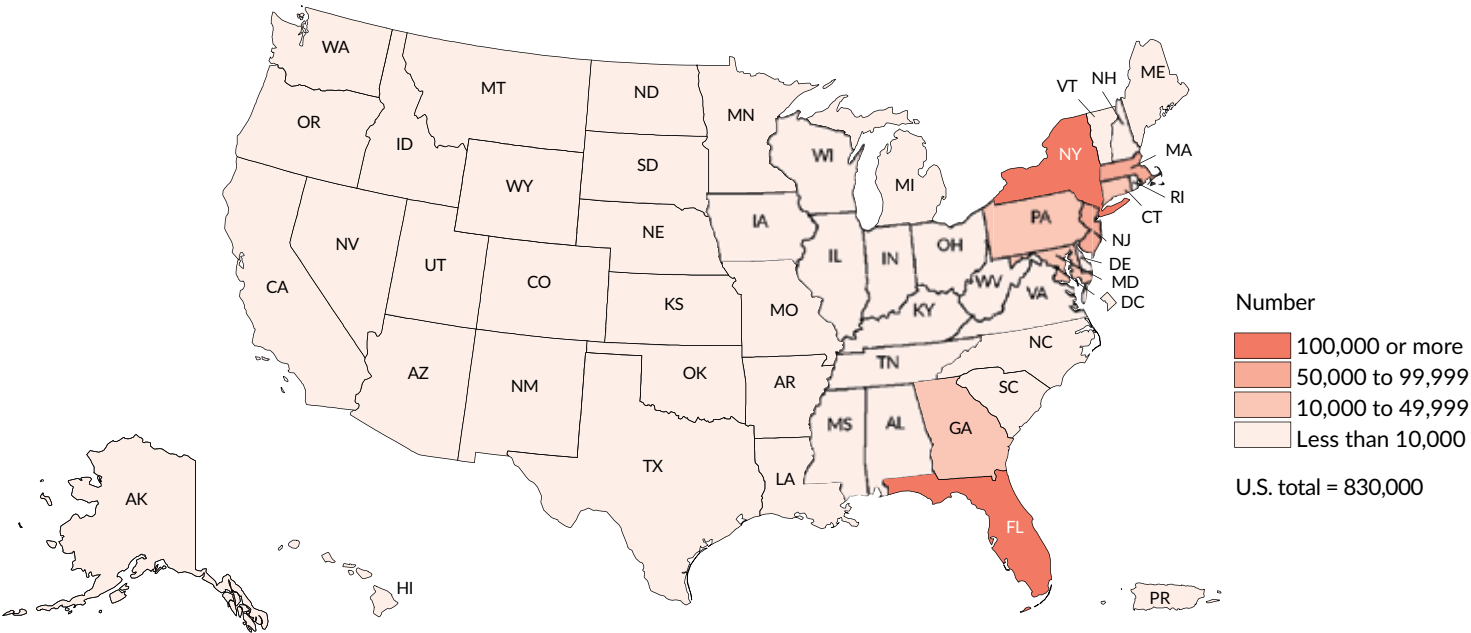 WA
MT
ND
MN
VT
NH
ME
OR
ID
SD
WI
NY
MA
WY
MI
RI
NE
IA
PA
CT
NV
UT
CO
IL
IN
OH
NJ
DE
MD
DC
CA
KS
MO
WV
VA
KY
AZ
NM
OK
AR
TN
NC
SC
MS
AL
GA
TX
LA
FL
AK
HI
PR
Number
100,000 or more
50,000 to 99,999
10,000 to 49,999
Less than 10,000
U.S. total = 830,000